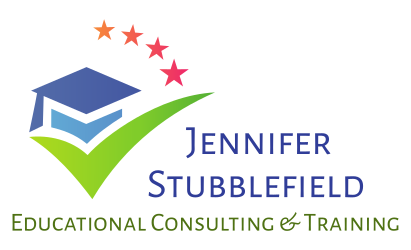 Jennifer
Stubblefield
Educational Consulting & Training